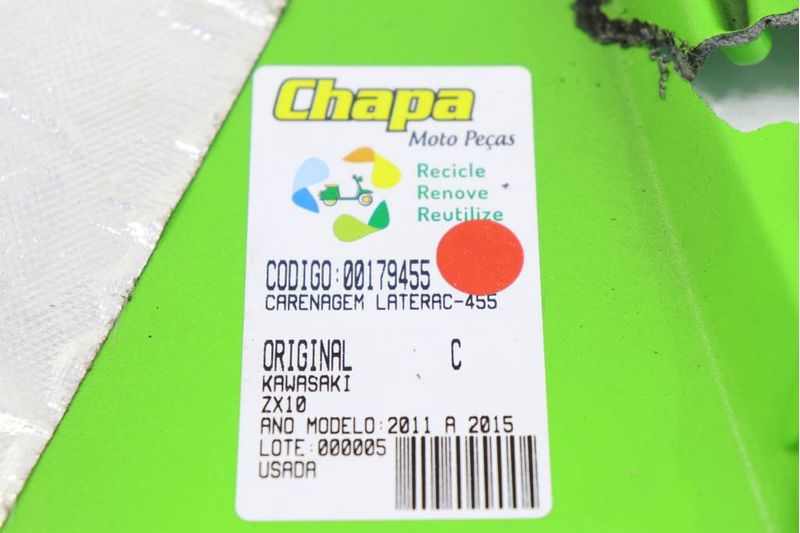 Chapa
Moto Peças
Recicle
Renove
Reutilize
CODIGO:00179455
CARENAGEM LATERAC-455
ORIGINAL C
KAWASAKI
ZX10
ANO MODELO:2011 A 2015
LOTE:000005
USADA